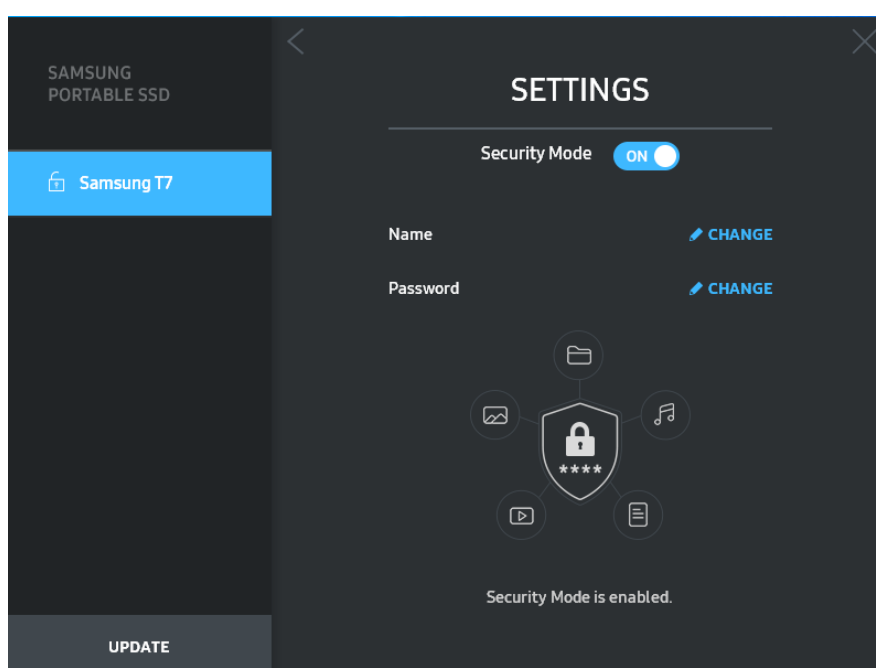 SAMSUNG
PORTABLE SSD
Samsung T7
UPDATE
SETTINGS
Security Mode ON
Name CHANGE
Password CHANGE
****
Security Mode is enabled.